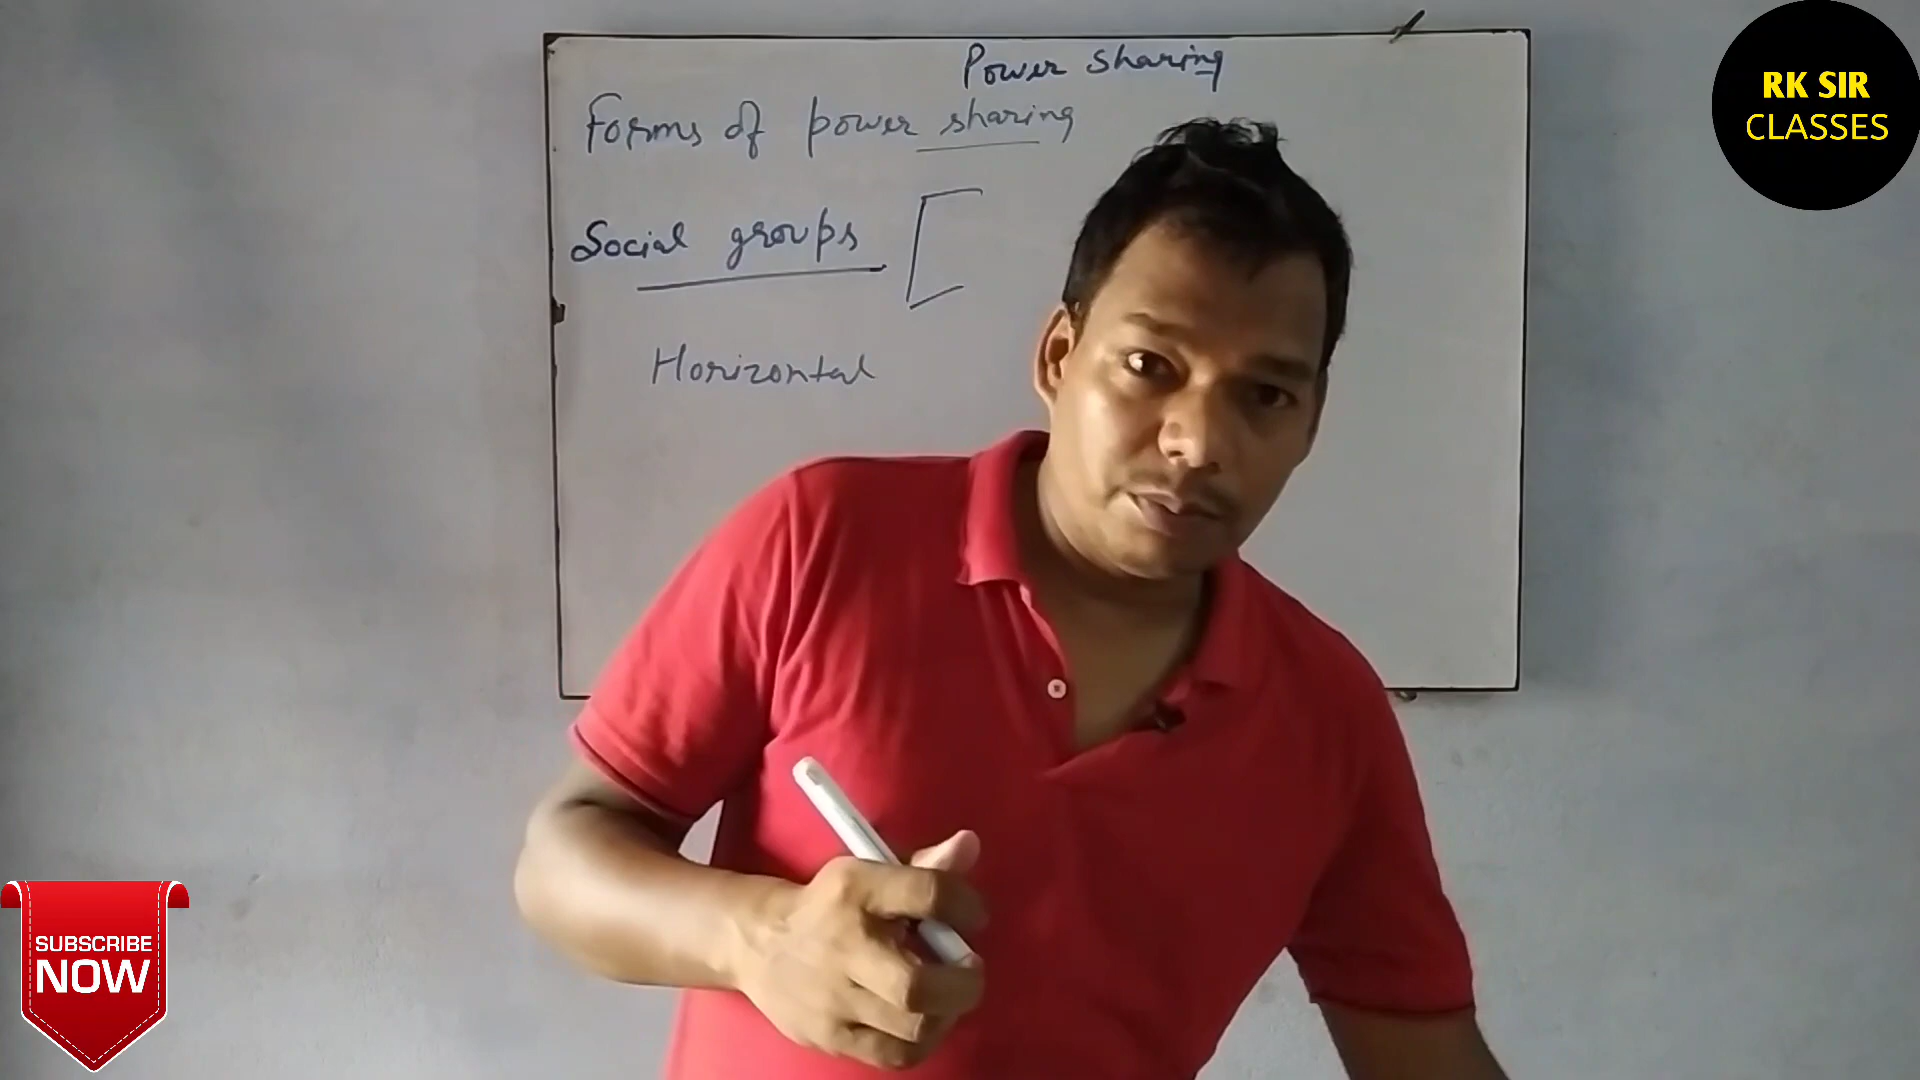 Power Sharing
Forms of power sharing
Social groups
Horizontal
RK SIR
CLASSES
SUBSCRIBE
NOW